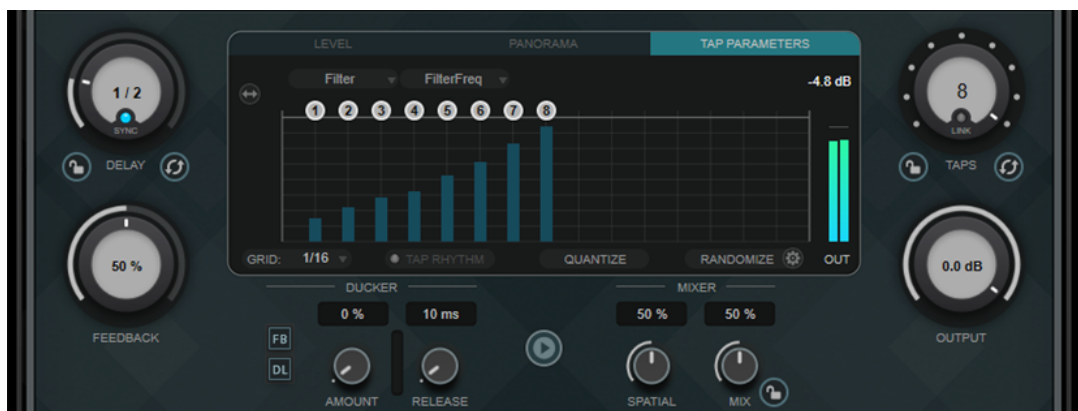 LEVEL PANORAMA TAP PARAMETERS
Filter FilterFreq -4.8 dB
1 2 3 4 5 6 7 8
GRID: 1/16 TAP RHYTHM QUANTIZE RANDOMIZE OUT
1 / 2
SYNC
DELAY
50 %
FEEDBACK
8
LINK
TAPS
0.0 dB
OUTPUT
DUCKER
0 % 10 ms
FB
DL
AMOUNT RELEASE
MIXER
50 % 50 %
SPATIAL MIX